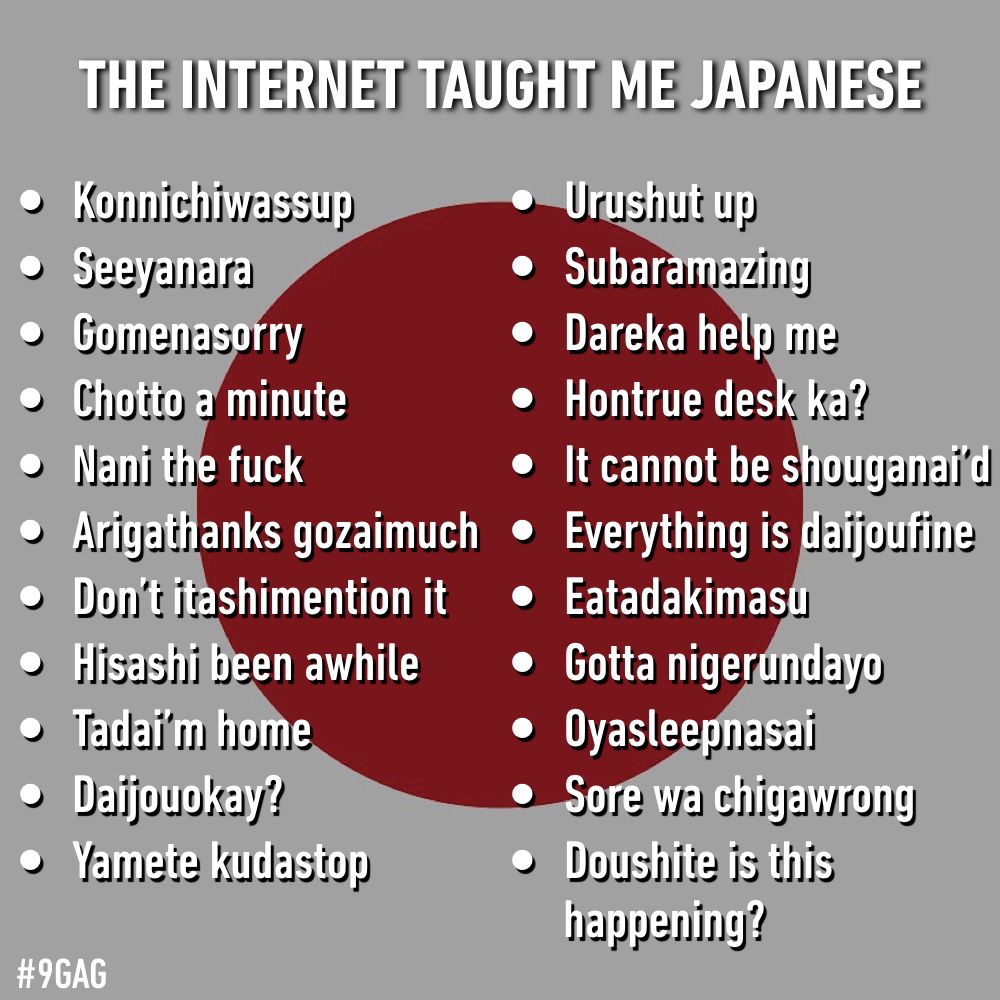 THE INTERNET TAUGHT ME JAPANESE
• Konnichiwassup
• Seeyanara
• Gomenasorry
• Chotto a minute
• Nani the fuck
• Arigathanks gozaimuch
• Don't itashimention it
• Hisashi been awhile
• Tadai'm home
• Daijouokay?
• Yamete kudastop
• Urushut up
• Subaramazing
• Dareka help me
• Hontrue desk ka?
• It cannot be shouganai'd
• Everything is daijoufine
• Eatadakimasu
• Gotta nigerundayo
• Oyasleepnasai
• Sore wa chigawrong
• Doushite is this
happening?
#9GAG